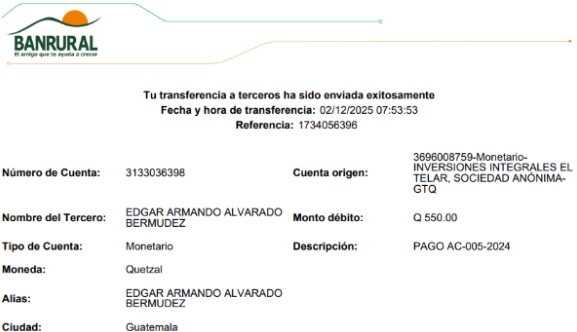 BANRURAL
El amigo que te ayuda a crecer
Tu transferencia a terceros ha sido enviada exitosamente
Fecha y hora de transferencia: 02/12/2025 07:53:53
Referencia: 1734056396
Número de Cuenta: 3133036398
Cuenta origen: 3696008759-Monetario-
INVERSIONES INTEGRALES EL
TELAR, SOCIEDAD ANÓNIMA-
GTQ
Nombre del Tercero: EDGAR ARMANDO ALVARADO
BERMUDEZ
Monto débito: Q 550.00
Tipo de Cuenta: Monetario
Descripción: PAGO AC-005-2024
Moneda: Quetzal
Alias: EDGAR ARMANDO ALVARADO
BERMUDEZ
Ciudad: Guatemala